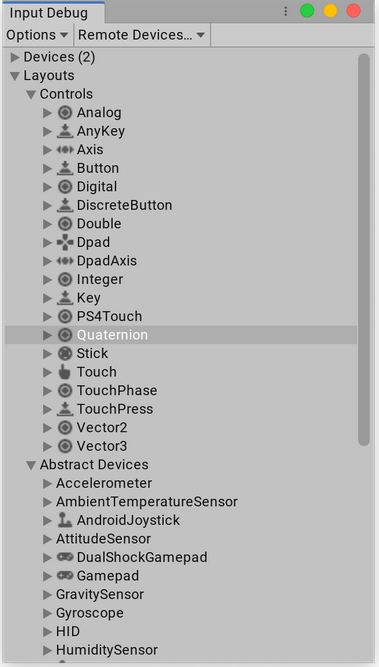 Input Debug
Options Remote Devices...
Devices (2)
Layouts
Controls
Analog
AnyKey
Axis
Button
Digital
DiscreteButton
Double
Dpad
DpadAxis
Integer
Key
PS4Touch
Quaternion
Stick
Touch
TouchPhase
TouchPress
Vector2
Vector3
Abstract Devices
Accelerometer
AmbientTemperatureSensor
AndroidJoystick
AttitudeSensor
DualShockGamepad
Gamepad
GravitySensor
Gyroscope
HID
HumiditySensor